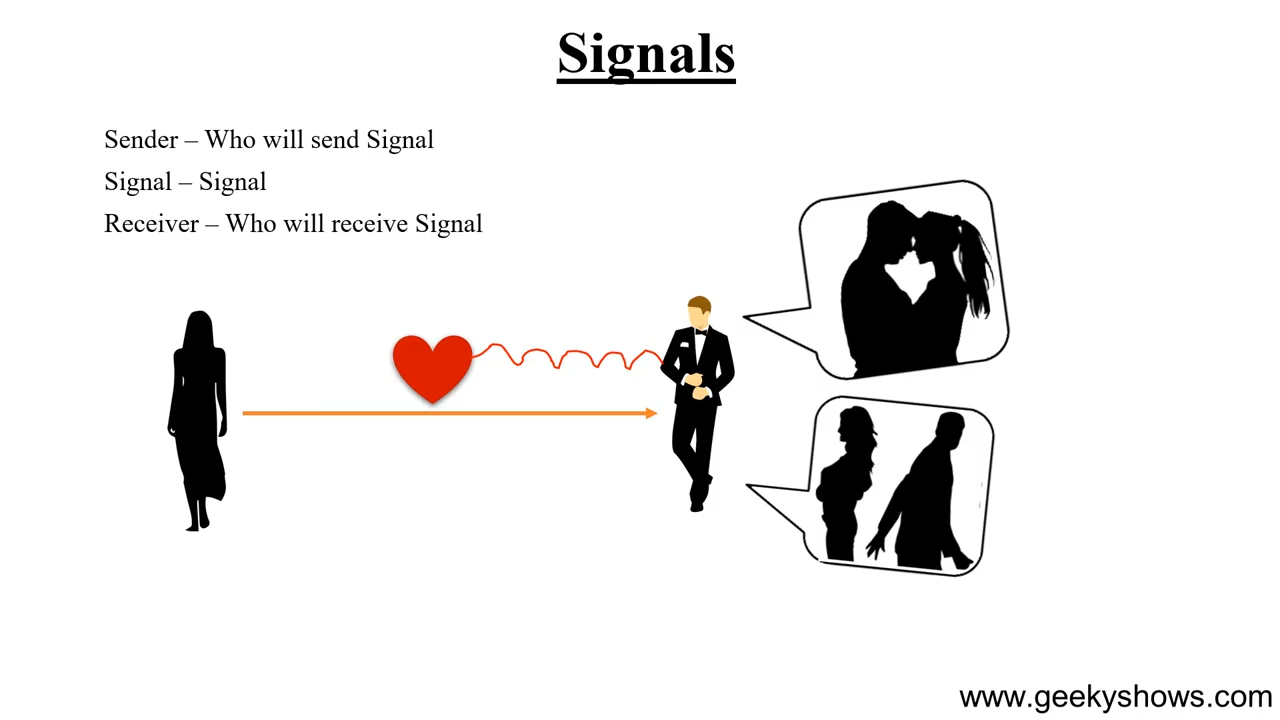 Signals
Sender – Who will send Signal
Signal – Signal
Receiver – Who will receive Signal
www.geekyshows.com